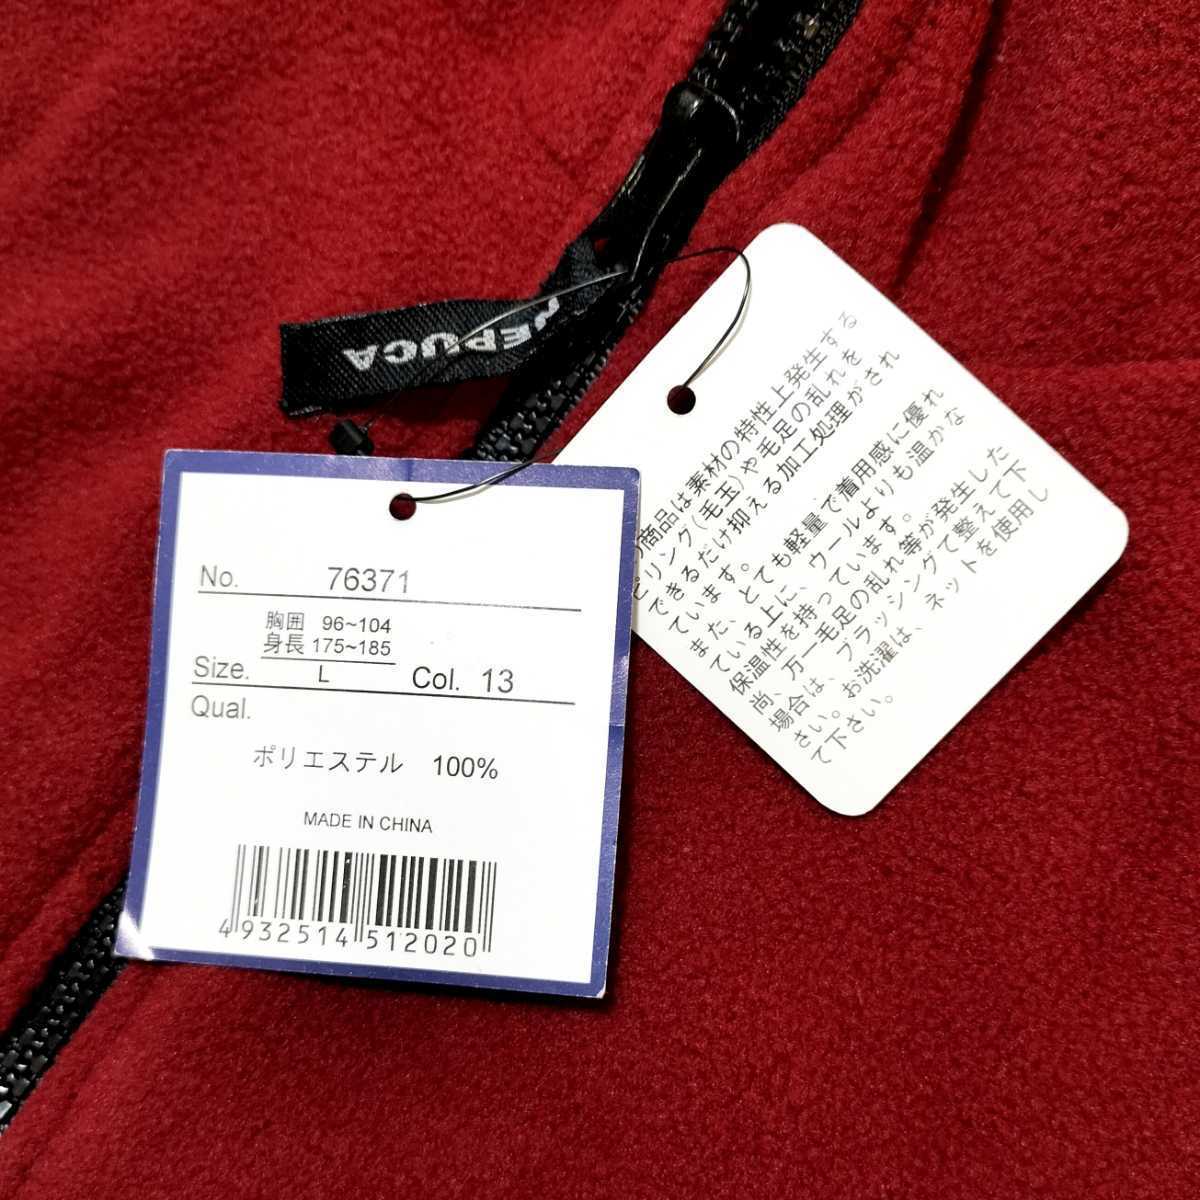 EPUCA
No. 76371
胸囲 96~104
身長 175~185
Size. L Col. 13
Qual.
ポリエステル 100%
MADE IN CHINA
4932514512020
商品は素材の特性上発生する
ピリング(毛玉)や毛足の乱れを
できるだけ抑える加工処理がされ
ています。
また、とても軽量で着用感に優れ
ている上に、ウールよりも温かな
保温性を持っています。
尚、万一毛足の乱れ等が発生した
場合は、ブラッシングで整えて下
さい。お洗濯は、ネットを使用し
て下さい。